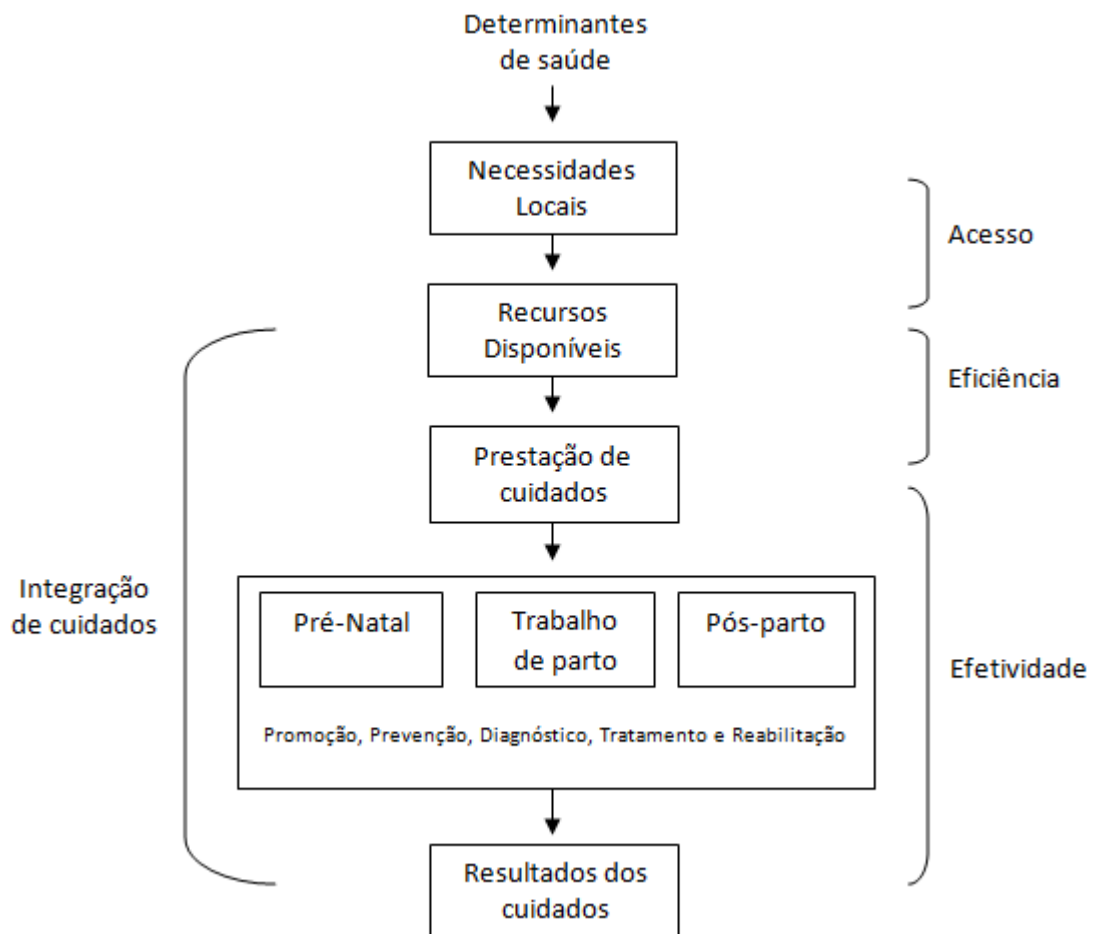 Determinantes
de saúde
Necessidades
Locais
Acesso
Recursos
Disponíveis
Eficiência
Prestação de
cuidados
Integração
de cuidados
Pré-Natal
Trabalho
de parto
Pós-parto
Promoção, Prevenção, Diagnóstico, Tratamento e Reabilitação
Efetividade
Resultados dos
cuidados